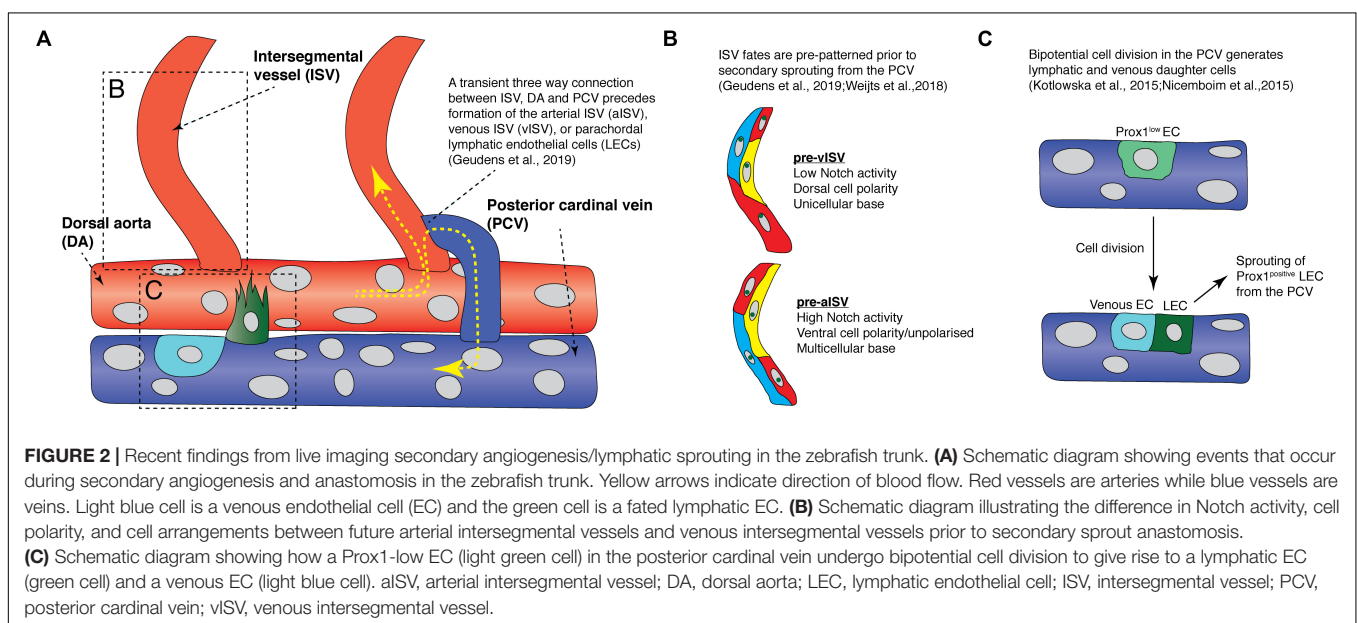 A
Intersegmental
vessel (ISV)
B
A transient three way connection
between ISV, DA and PCV precedes
formation of the arterial ISV (aISV),
venous ISV (vISV), or parachordal
lymphatic endothelial cells (LECs)
(Geudens et al., 2019)
Dorsal aorta
(DA)
Posterior cardinal vein
(PCV)
C
B
ISV fates are pre-patterned prior to
secondary sprouting from the PCV
(Geudens et al., 2019;Weijts et al.,2018)
pre-vISV
Low Notch activity
Dorsal cell polarity
Unicellular base
pre-aISV
High Notch activity
Ventral cell polarity/unpolarised
Multicellular base
C
Bipotential cell division in the PCV generates
lymphatic and venous daughter cells
(Kotlowska et al., 2015;Nicemboim et al.,2015)
Prox1low EC
Cell division
Sprouting of
Prox1positive LEC
from the PCV
Venous EC LEC
FIGURE 2 | Recent findings from live imaging secondary angiogenesis/lymphatic sprouting in the zebrafish trunk. (A) Schematic diagram showing events that occur
during secondary angiogenesis and anastomosis in the zebrafish trunk. Yellow arrows indicate direction of blood flow. Red vessels are arteries while blue vessels are
veins. Light blue cell is a venous endothelial cell (EC) and the green cell is a fated lymphatic EC. (B) Schematic diagram illustrating the difference in Notch activity, cell
polarity, and cell arrangements between future arterial intersegmental vessels and venous intersegmental vessels prior to secondary sprout anastomosis.
(C) Schematic diagram showing how a Prox1-low EC (light green cell) in the posterior cardinal vein undergo bipotential cell division to give rise to a lymphatic EC
(green cell) and a venous EC (light blue cell). aISV, arterial intersegmental vessel; DA, dorsal aorta; LEC, lymphatic endothelial cell; ISV, intersegmental vessel; PCV,
posterior cardinal vein; vISV, venous intersegmental vessel.